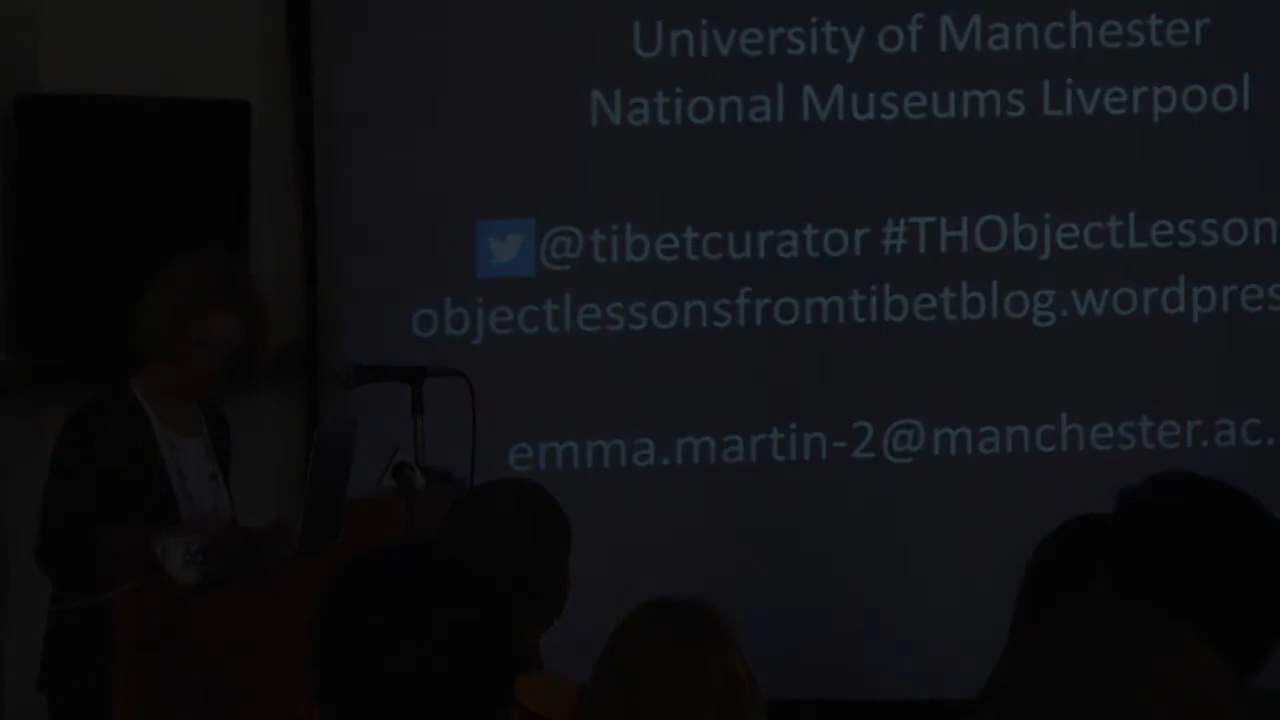 University of Manchester
National Museums Liverpool
@tibetcurator #THObjectLesson
objectlessonsfromtibetblog.wordpres
emma.martin-2@manchester.ac.